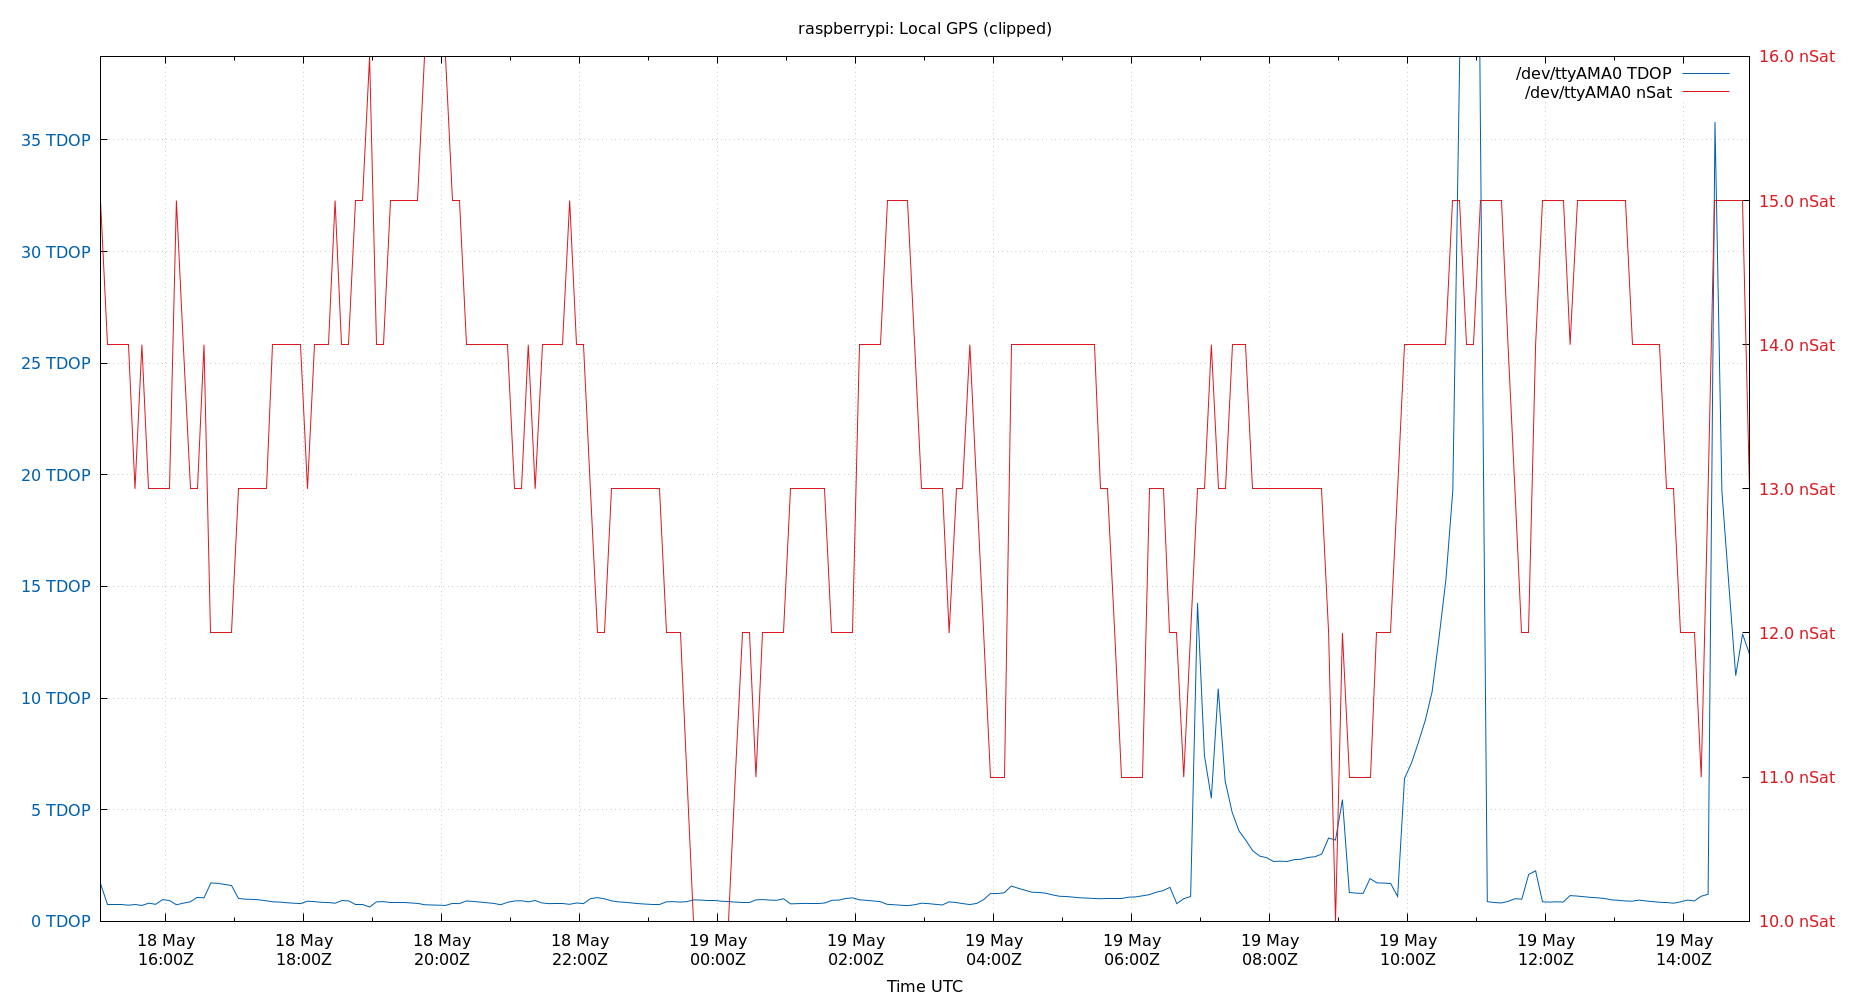 raspberrypi: Local GPS (clipped)
/dev/ttyAMA0 TDOP
/dev/ttyAMA0 nSat
35 TDOP
30 TDOP
25 TDOP
20 TDOP
15 TDOP
10 TDOP
5 TDOP
0 TDOP
16.0 nSat
15.0 nSat
14.0 nSat
13.0 nSat
12.0 nSat
11.0 nSat
10.0 nSat
18 May
16:00Z
18 May
18:00Z
18 May
20:00Z
18 May
22:00Z
19 May
00:00Z
19 May
02:00Z
19 May
04:00Z
19 May
06:00Z
19 May
08:00Z
19 May
10:00Z
19 May
12:00Z
19 May
14:00Z
Time UTC